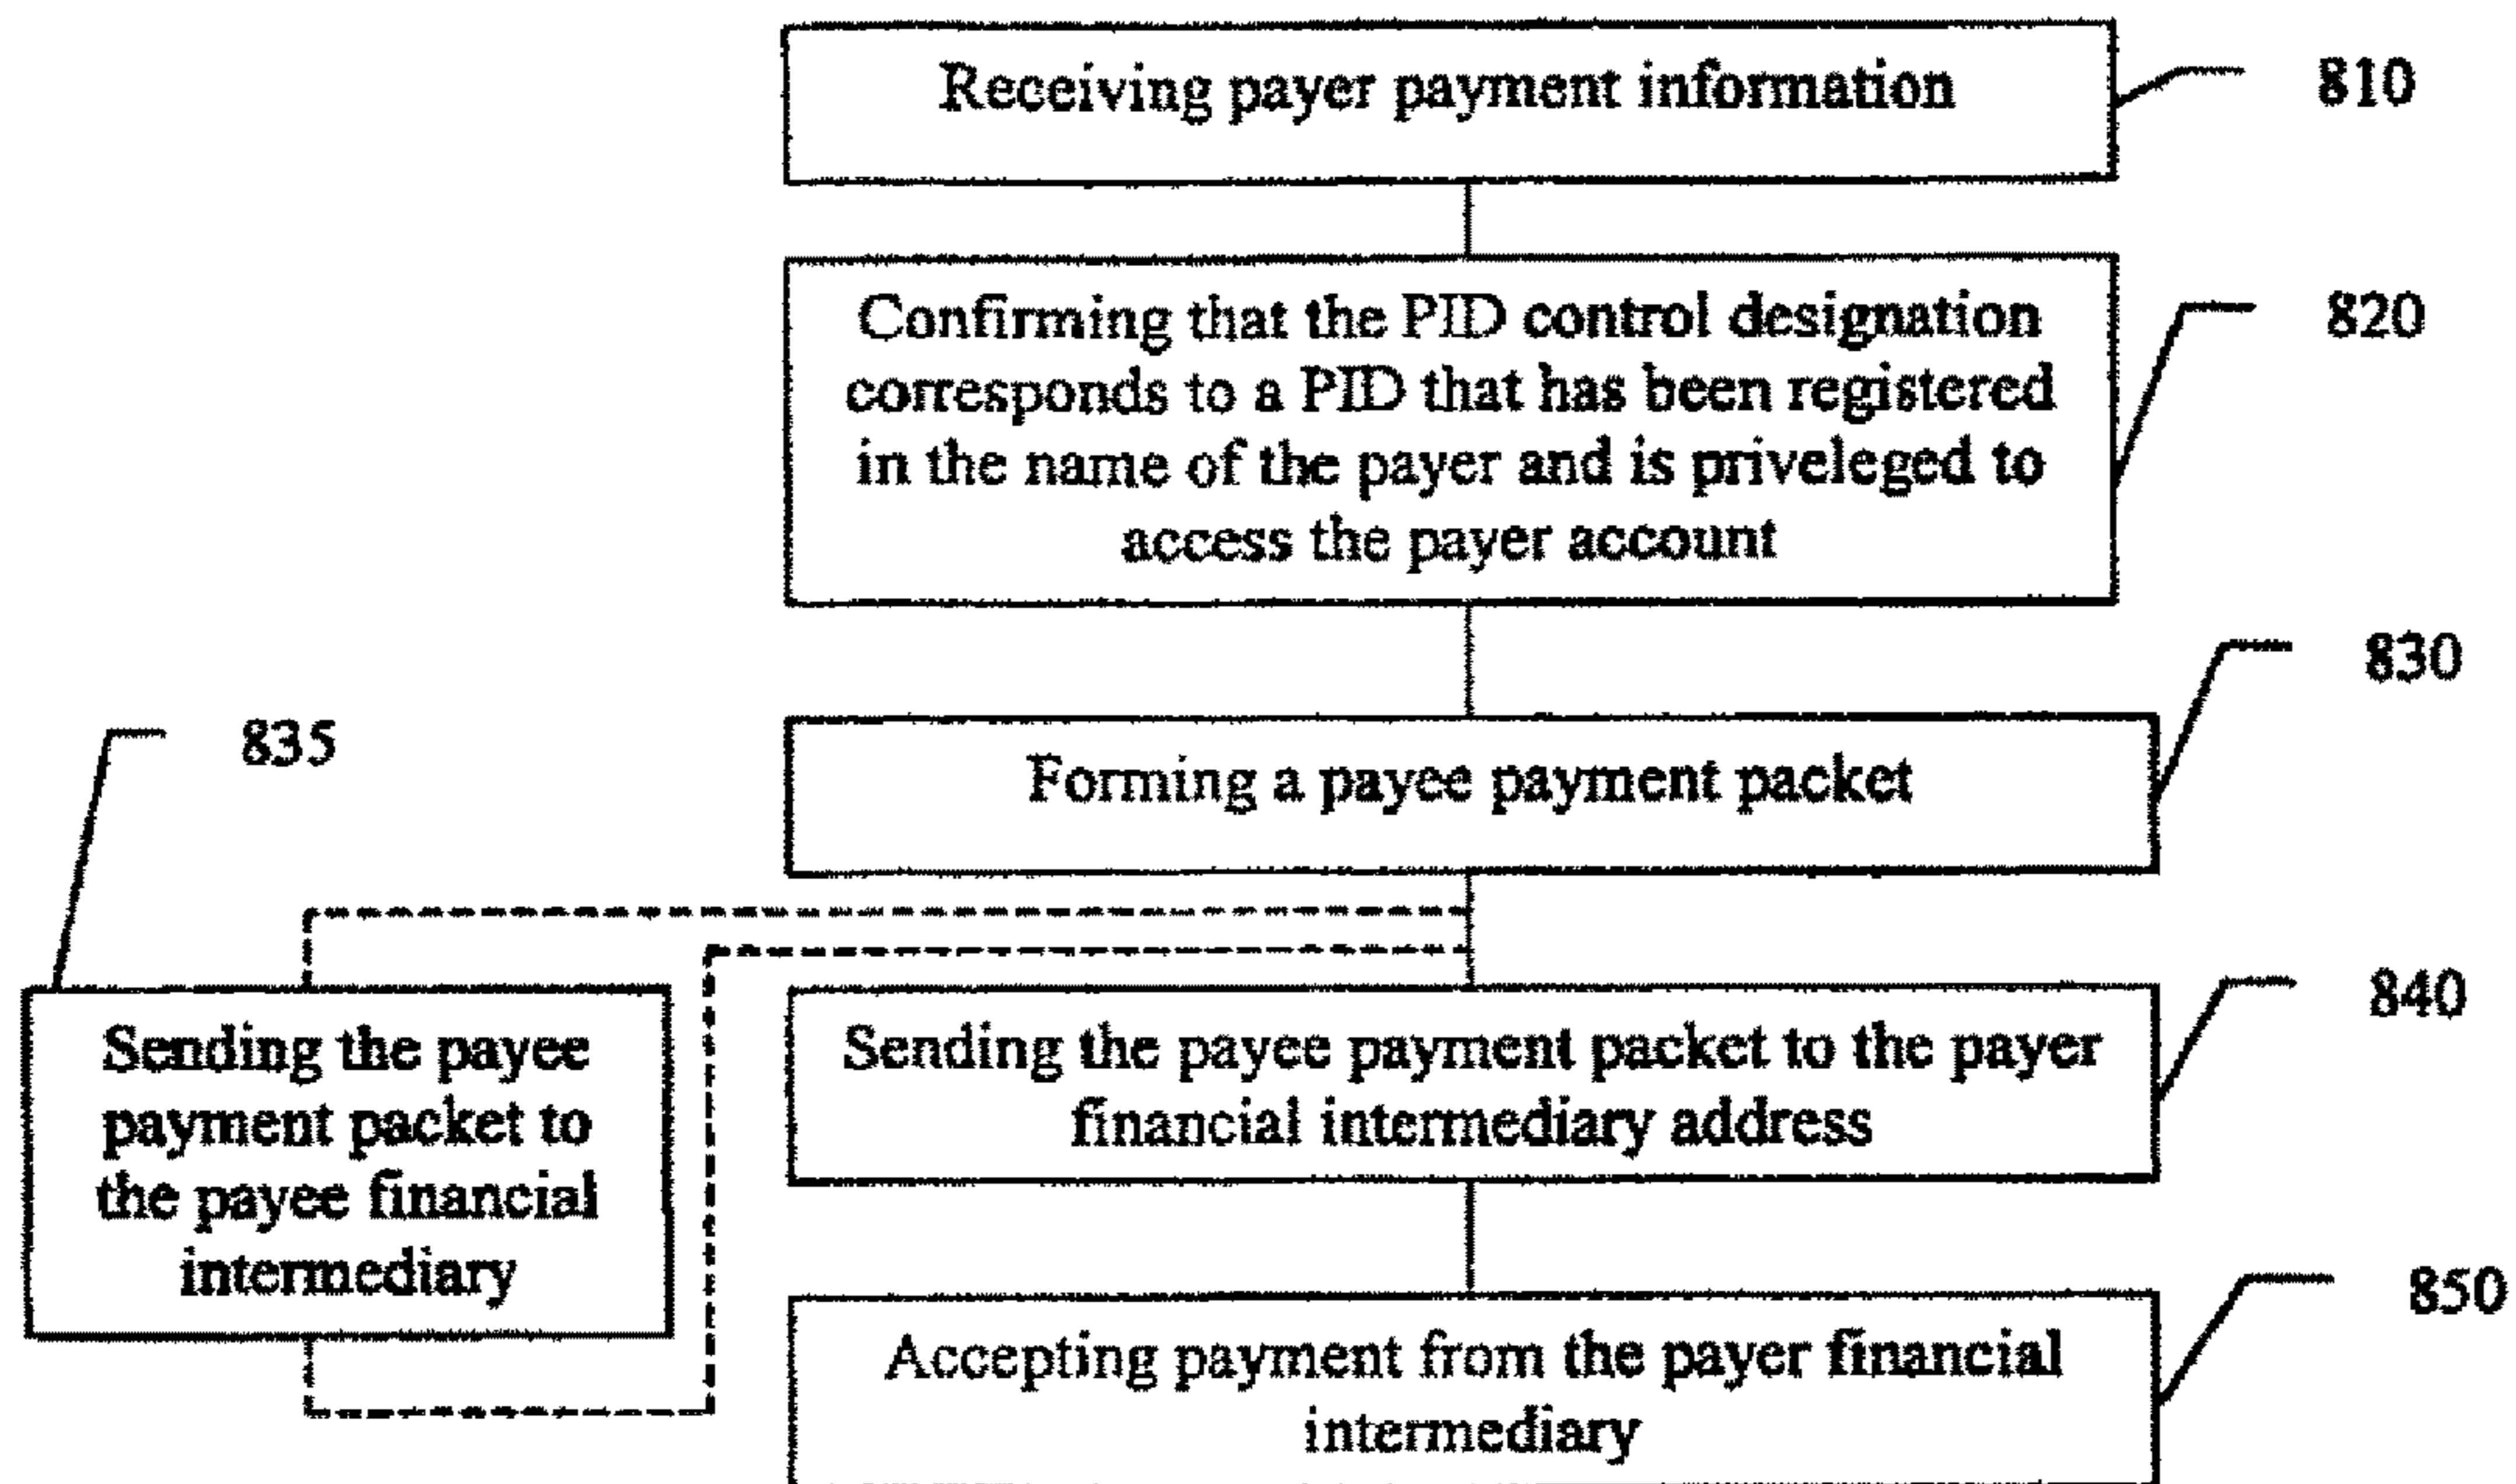 Receiving payer payment information
810
Confirming that the PID control designation
corresponds to a PID that has been registered
in the name of the payer and is priveleged to
access the payer account
820
830
Forming a payee payment packet
835
Sending the payee
payment packet to
the payee financial
intermediary
Sending the payee payment packet to the payer
financial intermediary address
840
Accepting payment from the payer financial
intermediary
850